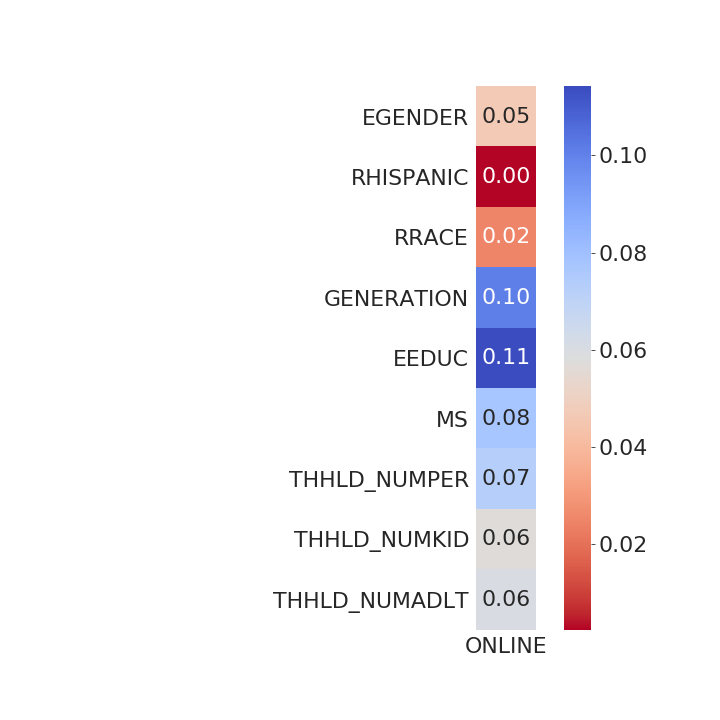 EGENDER 0.05
RHISPANIC 0.00
RRACE 0.02
GENERATION 0.10
EEDUC 0.11
MS 0.08
THHLD_NUMPER 0.07
THHLD_NUMKID 0.06
THHLD_NUMADLT 0.06
ONLINE
0.10
0.08
0.06
0.04
0.02